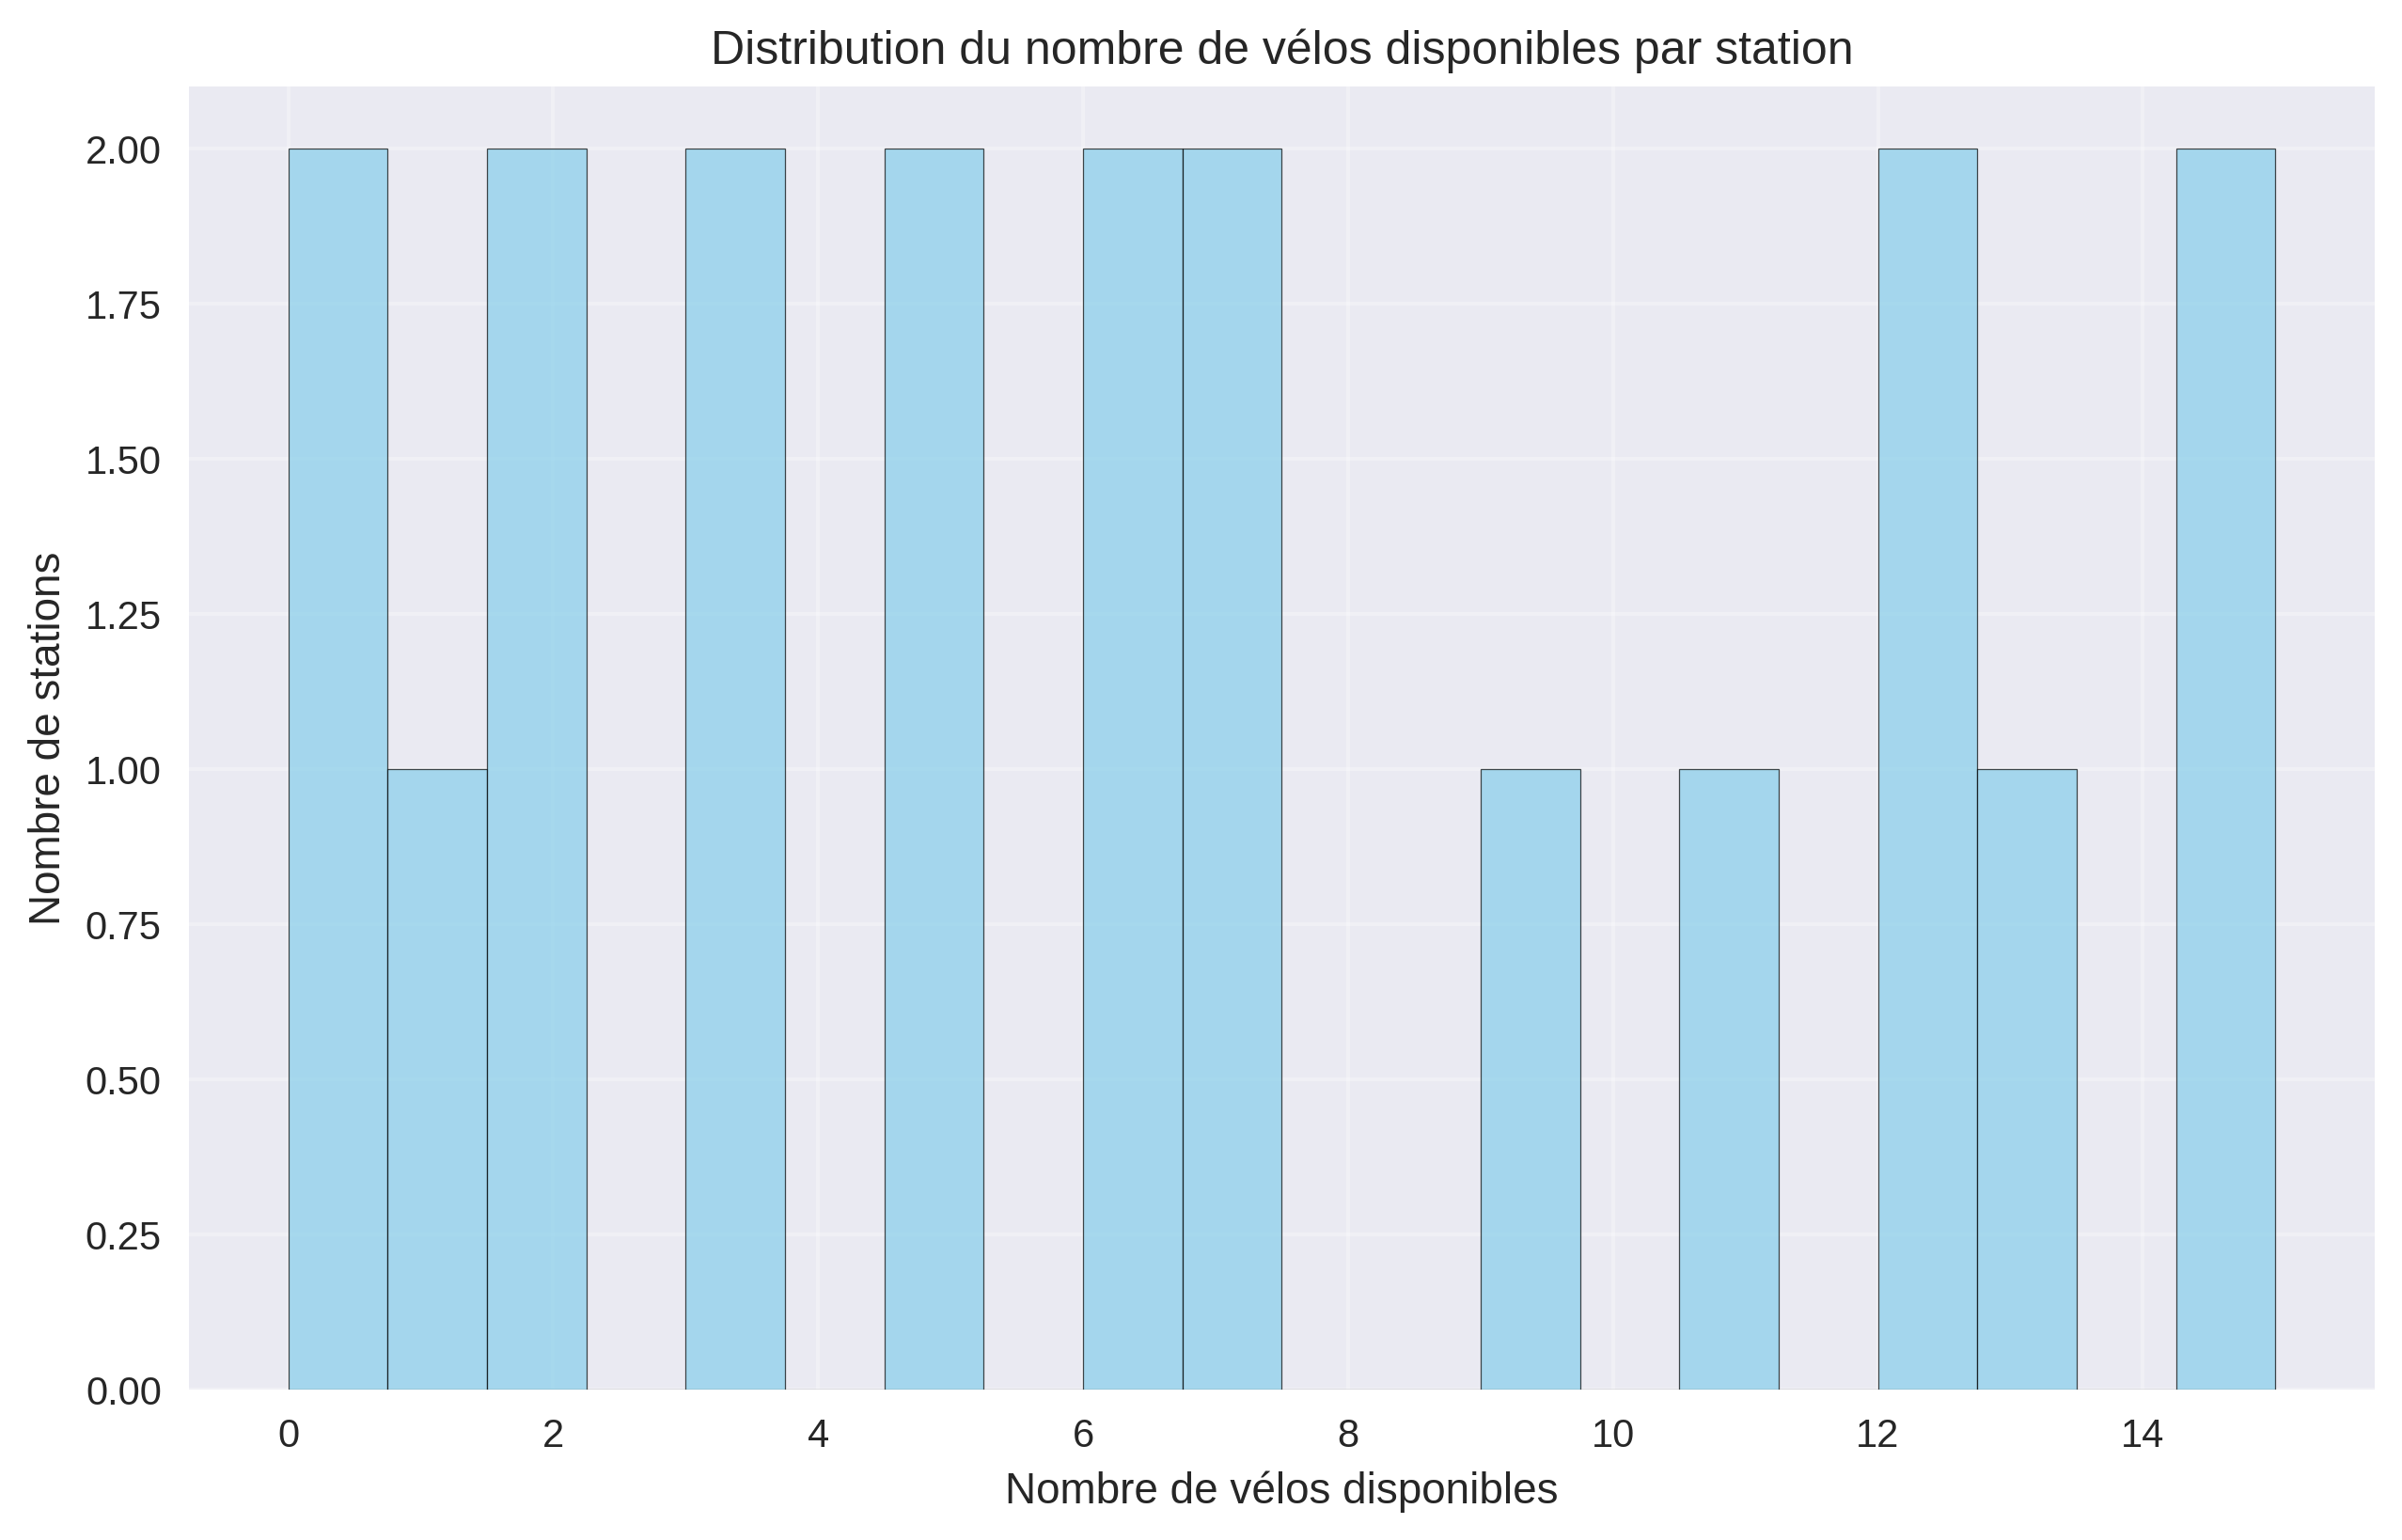 Distribution du nombre de vélos disponibles par station
2.00
1.75
1.50
1.25
1.00
0.75
0.50
0.25
0.00
Nombre de stations
0 2 4 6 8 10 12 14
Nombre de vélos disponibles